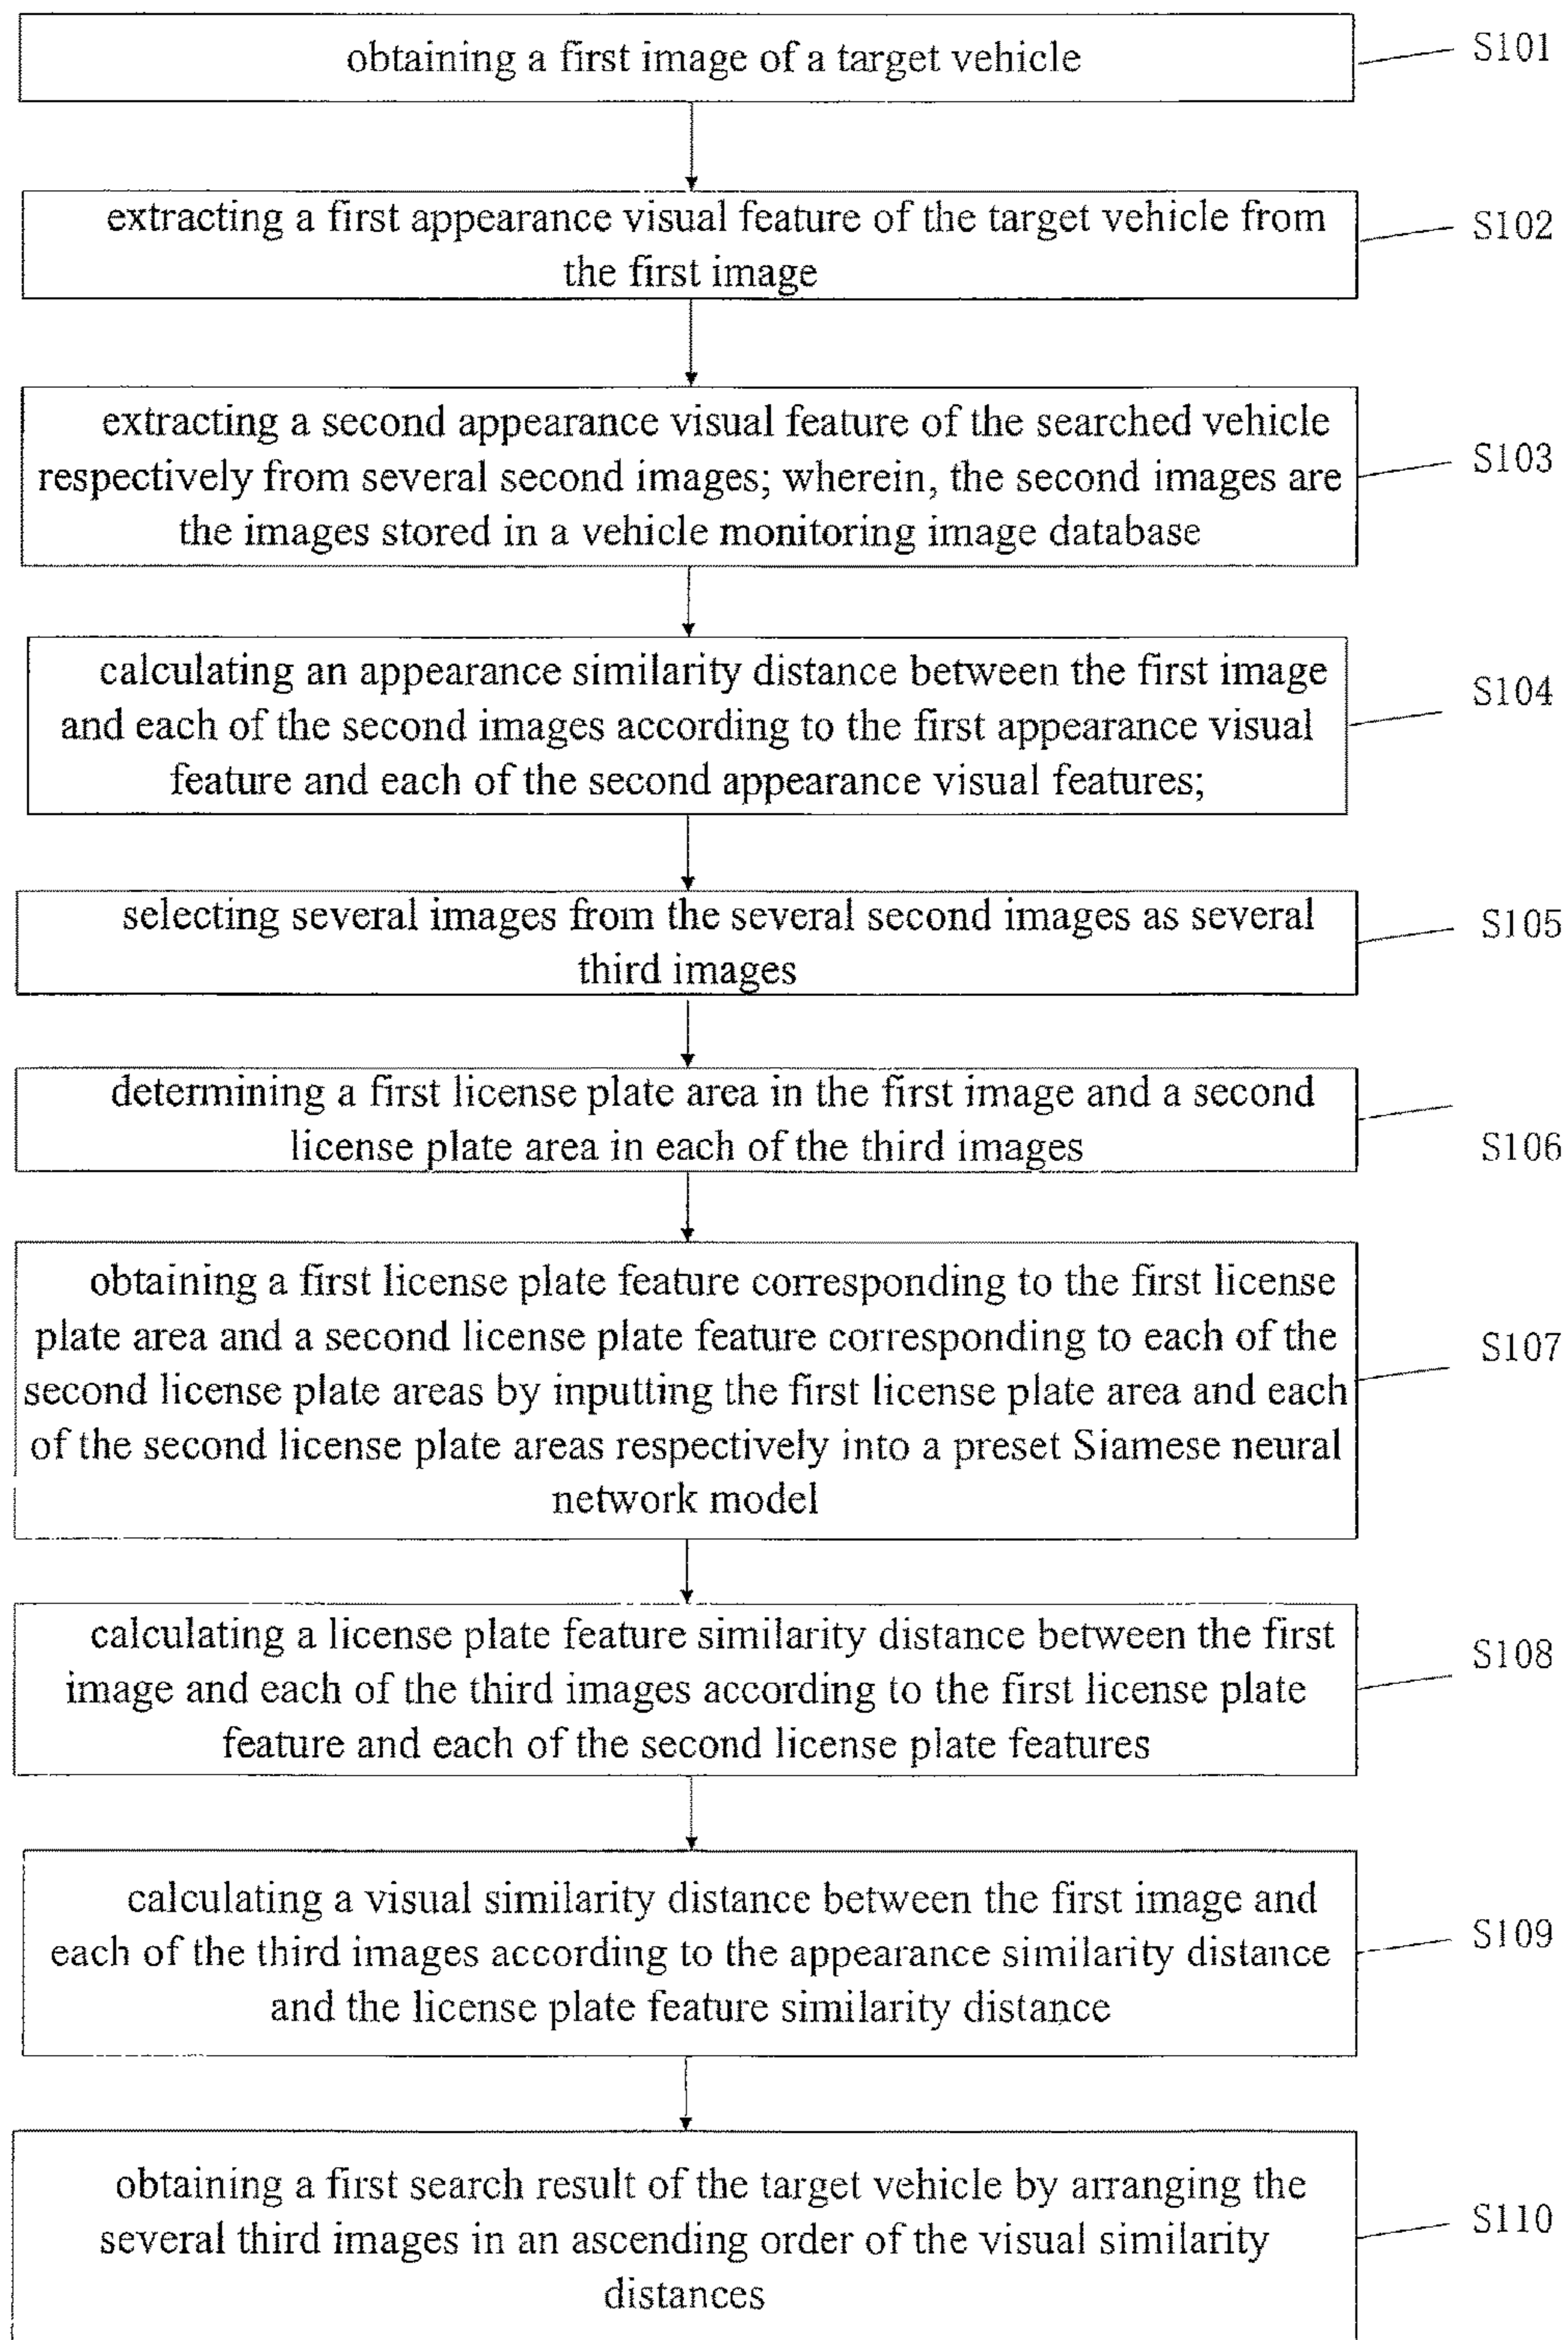 obtaining a first image of a target vehicle
S101
extracting a first appearance visual feature of the target vehicle from
the first image
S102
extracting a second appearance visual feature of the searched vehicle
respectively from several second images; wherein, the second images are
the images stored in a vehicle monitoring image database
S103
calculating an appearance similarity distance between the first image
and each of the second images according to the first appearance visual
feature and each of the second appearance visual features;
S104
selecting several images from the several second images as several
third images
S105
determining a first license plate area in the first image and a second
license plate area in each of the third images
S106
obtaining a first license plate feature corresponding to the first license
plate area and a second license plate feature corresponding to each of the
second license plate areas by inputting the first license plate area and each
of the second license plate areas respectively into a preset Siamese neural
network model
S107
calculating a license plate feature similarity distance between the first
image and each of the third images according to the first license plate
feature and each of the second license plate features
S108
calculating a visual similarity distance between the first image and
each of the third images according to the appearance similarity distance
and the license plate feature similarity distance
S109
obtaining a first search result of the target vehicle by arranging the
several third images in an ascending order of the visual similarity
distances
S110